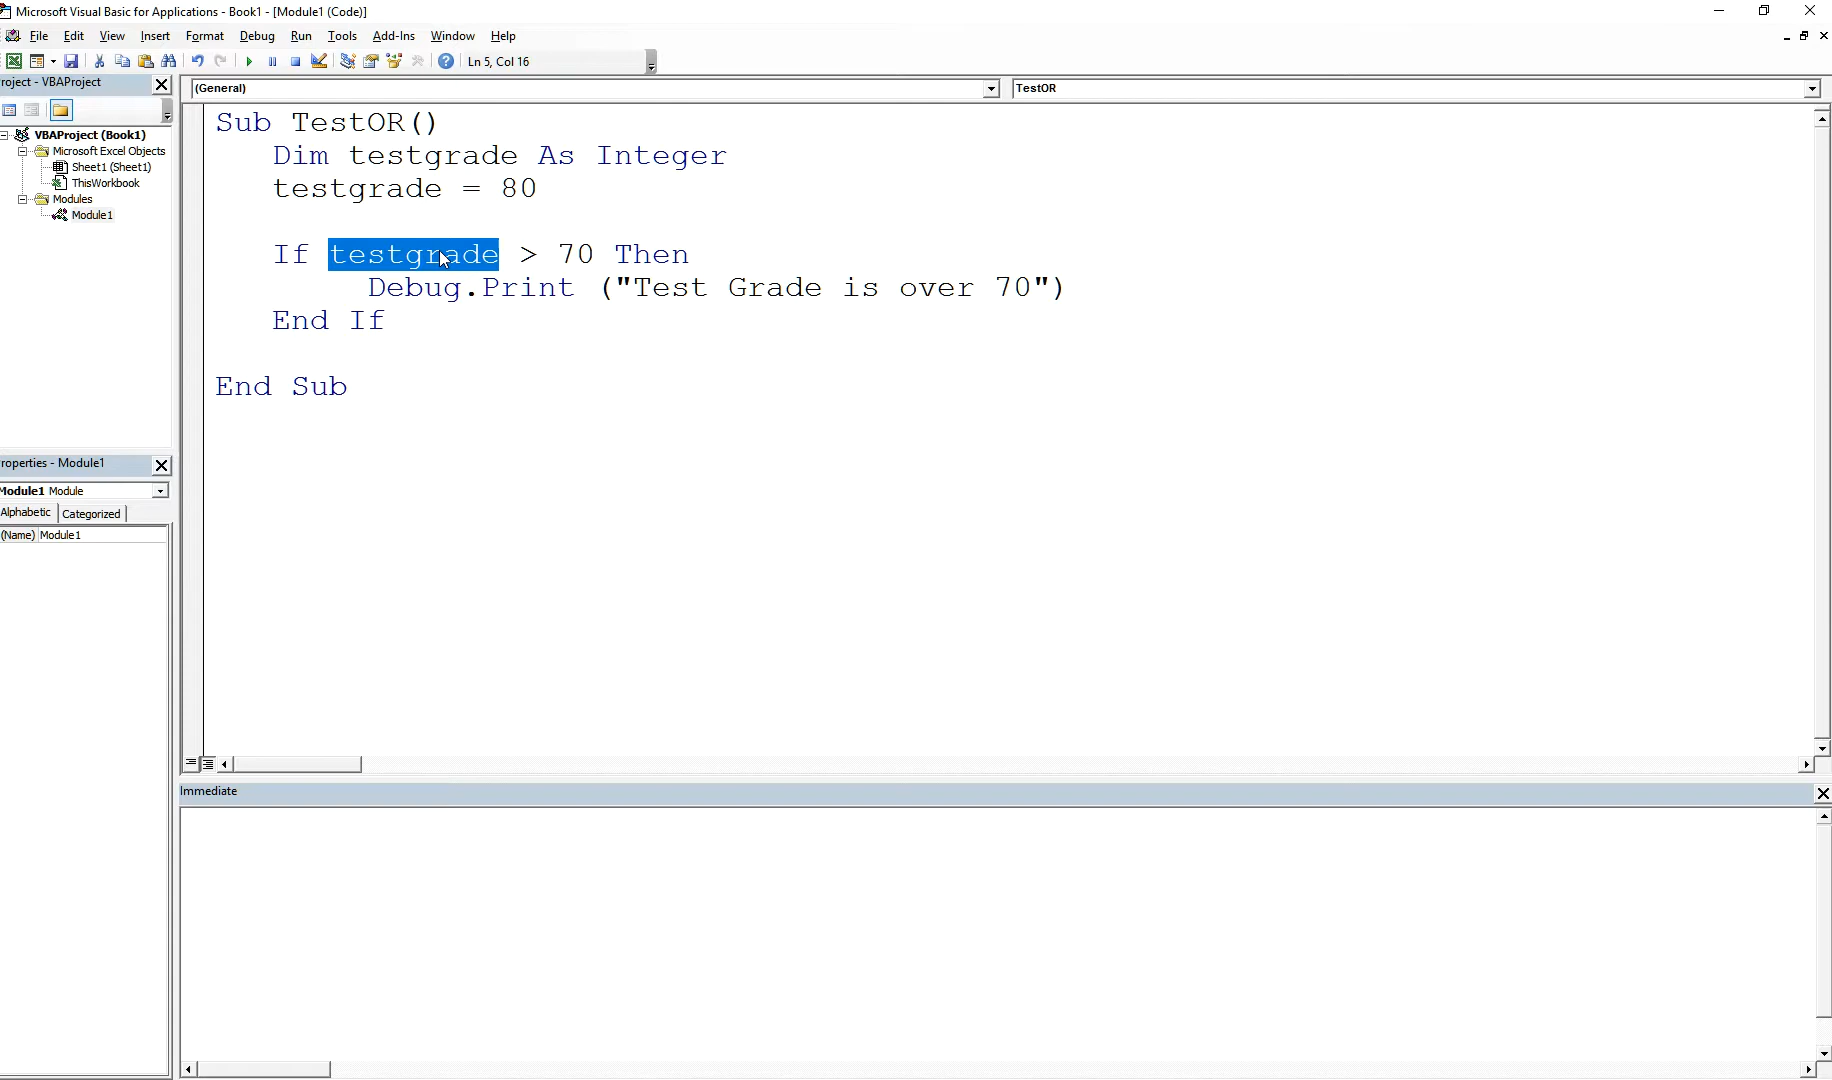 Microsoft Visual Basic for Applications - Book1 - [Module1 (Code)]
File Edit View Insert Format Debug Run Tools Add-Ins Window Help
Ln 5, Col 16
roject - VBAProject
(General)
TestOR
VBAProject (Book1)
Microsoft Excel Objects
Sheet1 (Sheet1)
ThisWorkbook
Modules
Module1
roperties - Module1
Module1 Module
Alphabetic Categorized
(Name) Module1
Sub TestOR()
Dim testgrade As Integer
testgrade = 80
If testgrade > 70 Then
Debug.Print ("Test Grade is over 70")
End If
End Sub
Immediate